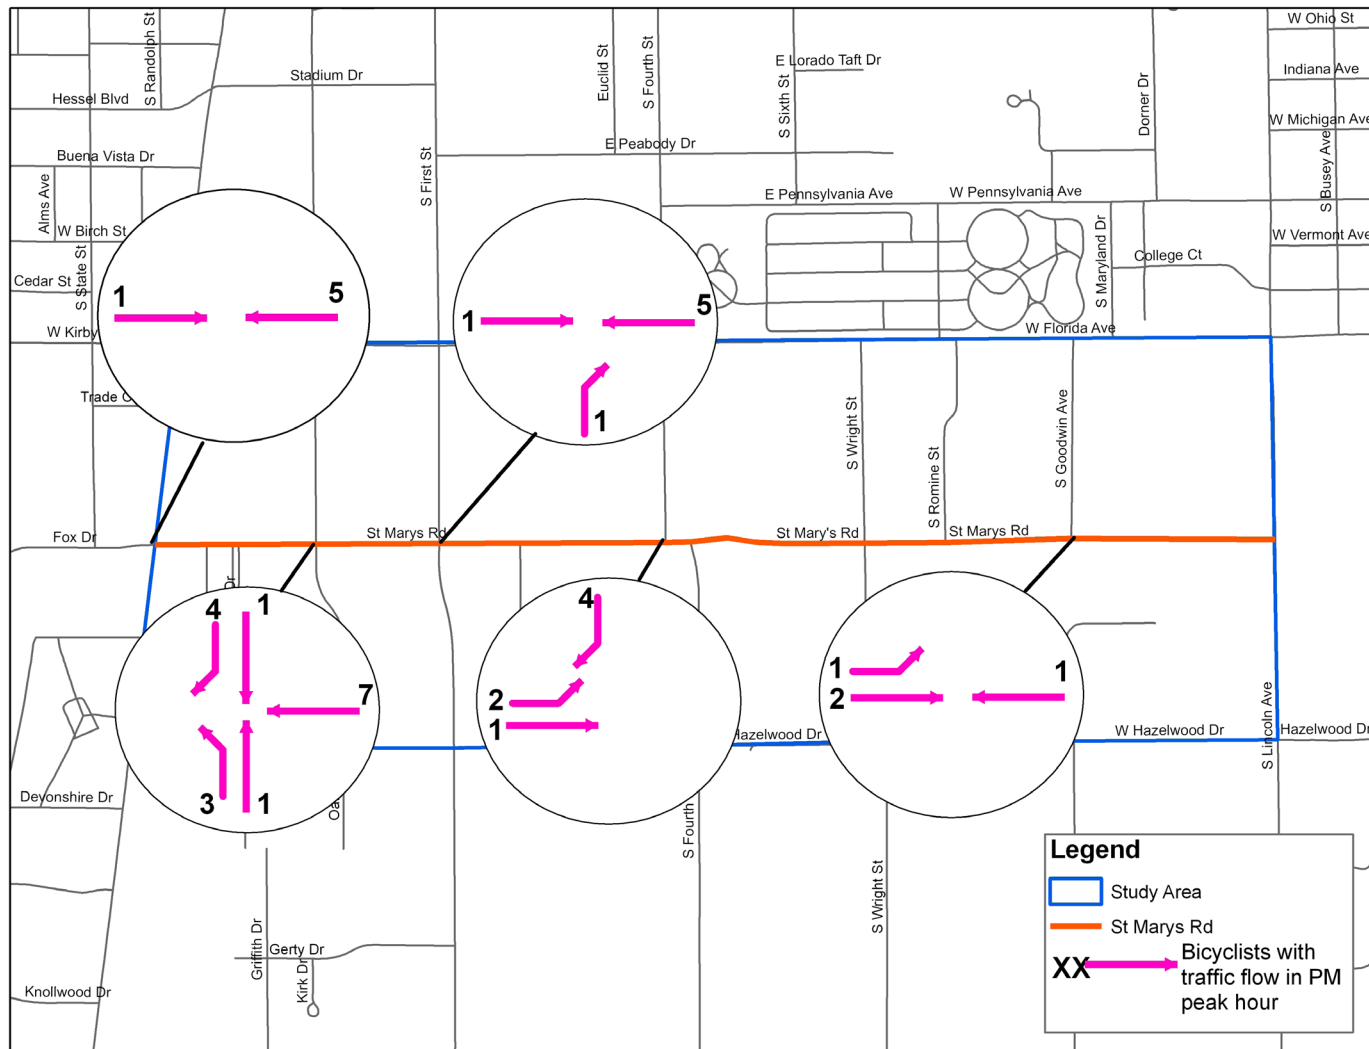 W Ohio St
S Randolph St
Euclid St
S Fourth St
E Lorado Taft Dr
S Sixth St
Dorner Dr
Indiana Ave
Stadium Dr
Hessel Blvd
W Michigan Ave
S Busey Ave
E Peabody Dr
Buena Vista Dr
S First St
Alms Ave
E Pennsylvania Ave
W Pennsylvania Ave
W Birch St
S State St
W Vermont Ave
S Maryland Dr
College Ct
Cedar St
1
5
1
5
W Kirby
W Florida Ave
Trade C
1
S Wright St
S Romine St
S Goodwin Ave
Fox Dr
St Marys Rd
St Mary's Rd
St Marys Rd
Dr
4
1
4
7
2
1
1
2
1
3
1
Hazelwood Dr
W Hazelwood Dr
Hazelwood Dr
S Lincoln Ave
Devonshire Dr
Oa
S Fourth
S Wright St
Griffith Dr
Gerty Dr
Kirk Dr
Knollwood Dr
Legend
Study Area
St Marys Rd
XX
Bicyclists with
traffic flow in PM
peak hour